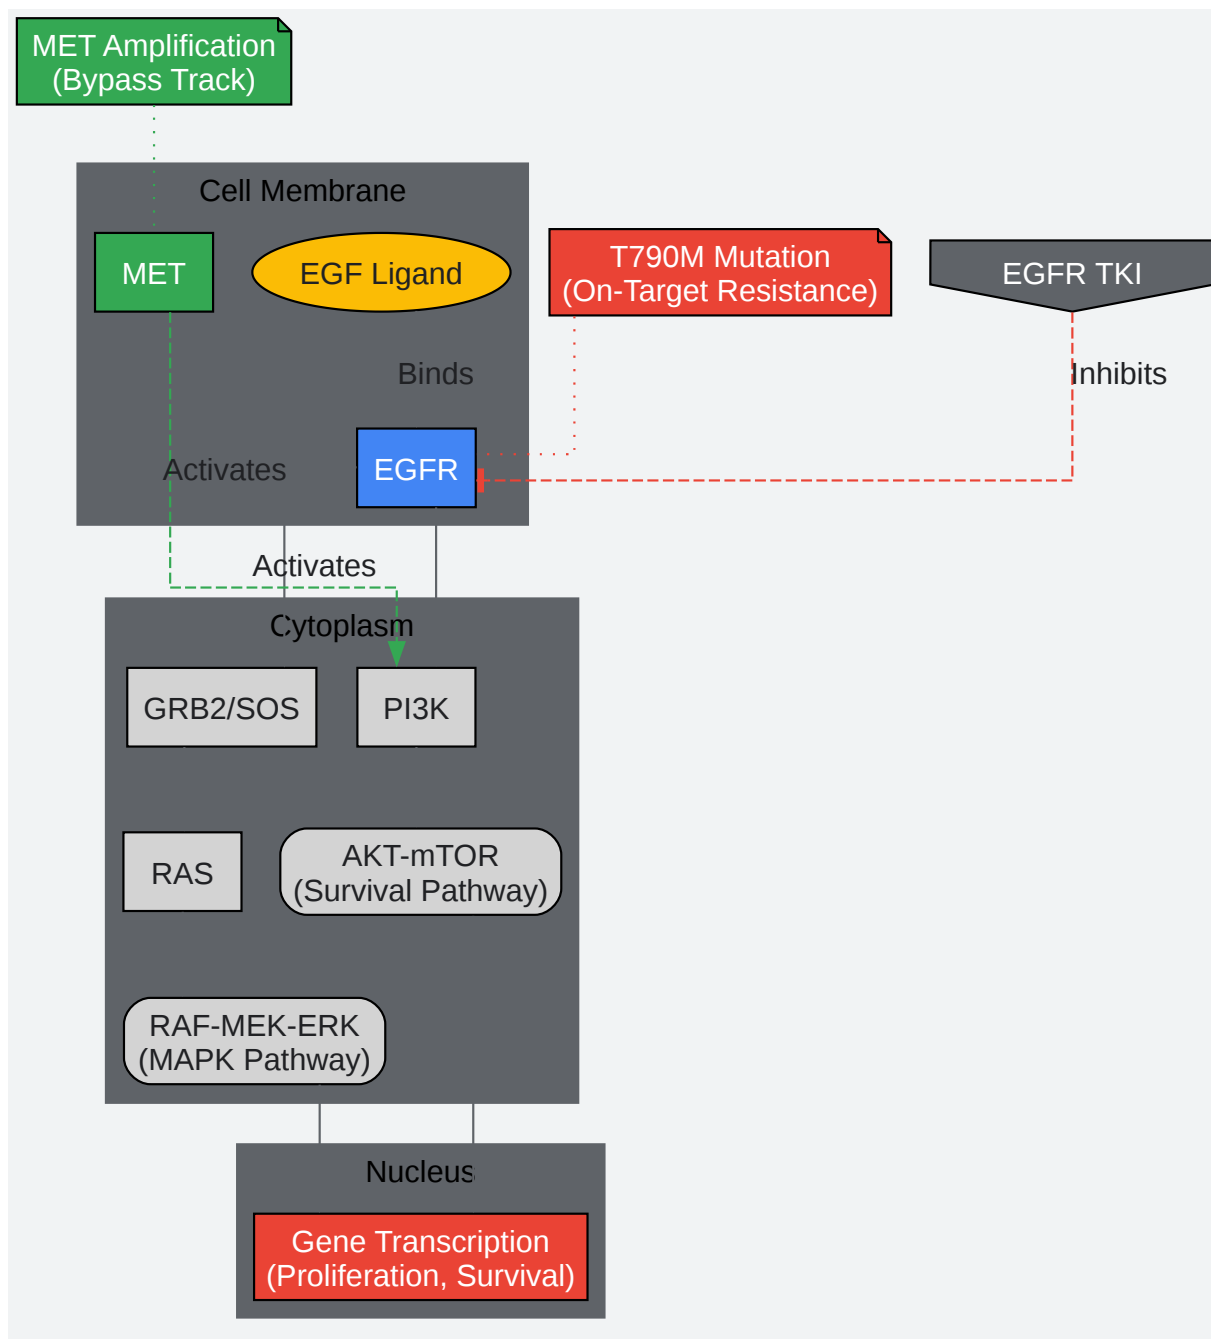 MET Amplification
(Bypass Track)
Cell Membrane
MET
EGF Ligand
T790M Mutation
(On-Target Resistance)
EGFR TKI
Binds
Inhibits
Activates
EGFR
Activates
Cytoplasm
GRB2/SOS
PI3K
RAS
AKT-mTOR
(Survival Pathway)
RAF-MEK-ERK
(MAPK Pathway)
Nucleus
Gene Transcription
(Proliferation, Survival)